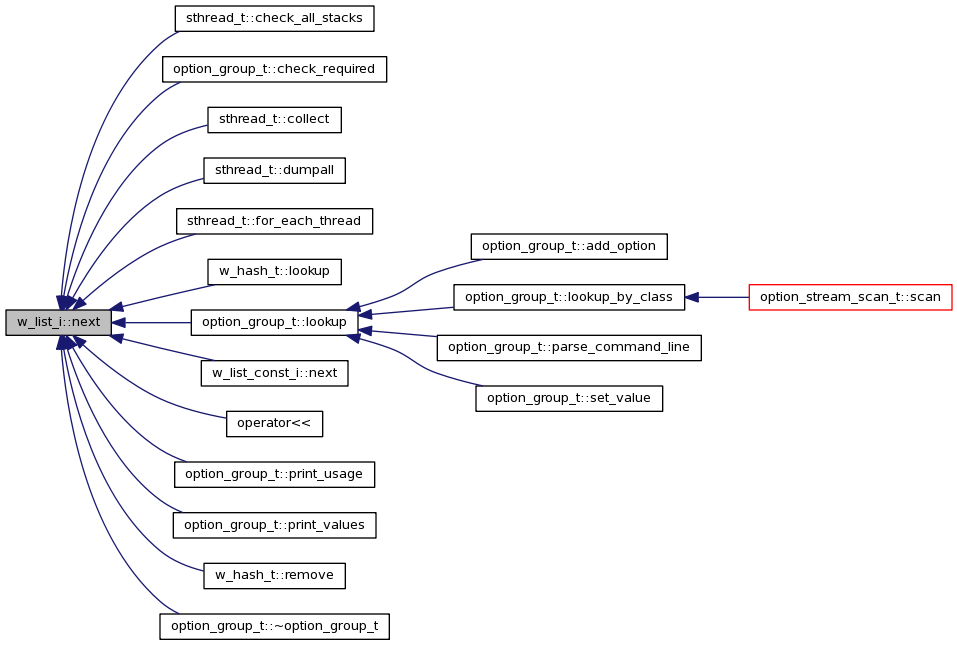 sthread_t::check_all_stacks
option_group_t::check_required
sthread_t::collect
sthread_t::dumpall
sthread_t::for_each_thread
option_group_t::add_option
w_hash_t::lookup
option_group_t::lookup_by_class
option_stream_scan_t::scan
w_list_i::next
option_group_t::lookup
option_group_t::parse_command_line
w_list_const_i::next
option_group_t::set_value
operator<<
option_group_t::print_usage
option_group_t::print_values
w_hash_t::remove
option_group_t::~option_group_t